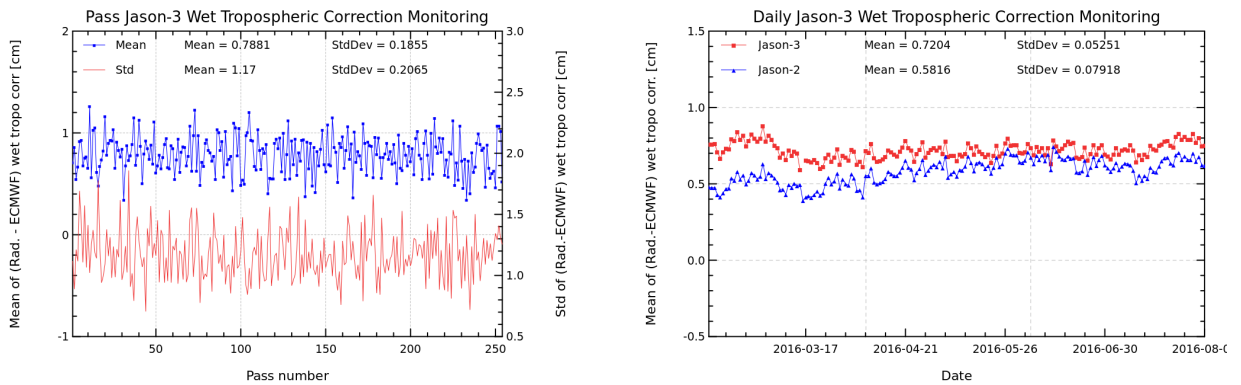 Pass Jason-3 Wet Tropospheric Correction Monitoring
Mean of (Rad. - ECMWF) wet tropo corr [cm]
2
1
0
-1
Mean Mean = 0.7881 StdDev = 0.1855
Std Mean = 1.17 StdDev = 0.2065
3.0
2.5
2.0
1.5
1.0
0.5
Std of (Rad.-ECMWF) wet tropo corr [cm]
50 100 150 200 250
Pass number
Daily Jason-3 Wet Tropospheric Correction Monitoring
Mean of (Rad.-ECMWF) wet tropo corr. [cm]
1.5
1.0
0.5
0.0
-0.5
Jason-3 Mean = 0.7204 StdDev = 0.05251
Jason-2 Mean = 0.5816 StdDev = 0.07918
2016-03-17 2016-04-21 2016-05-26 2016-06-30 2016-08-0
Date